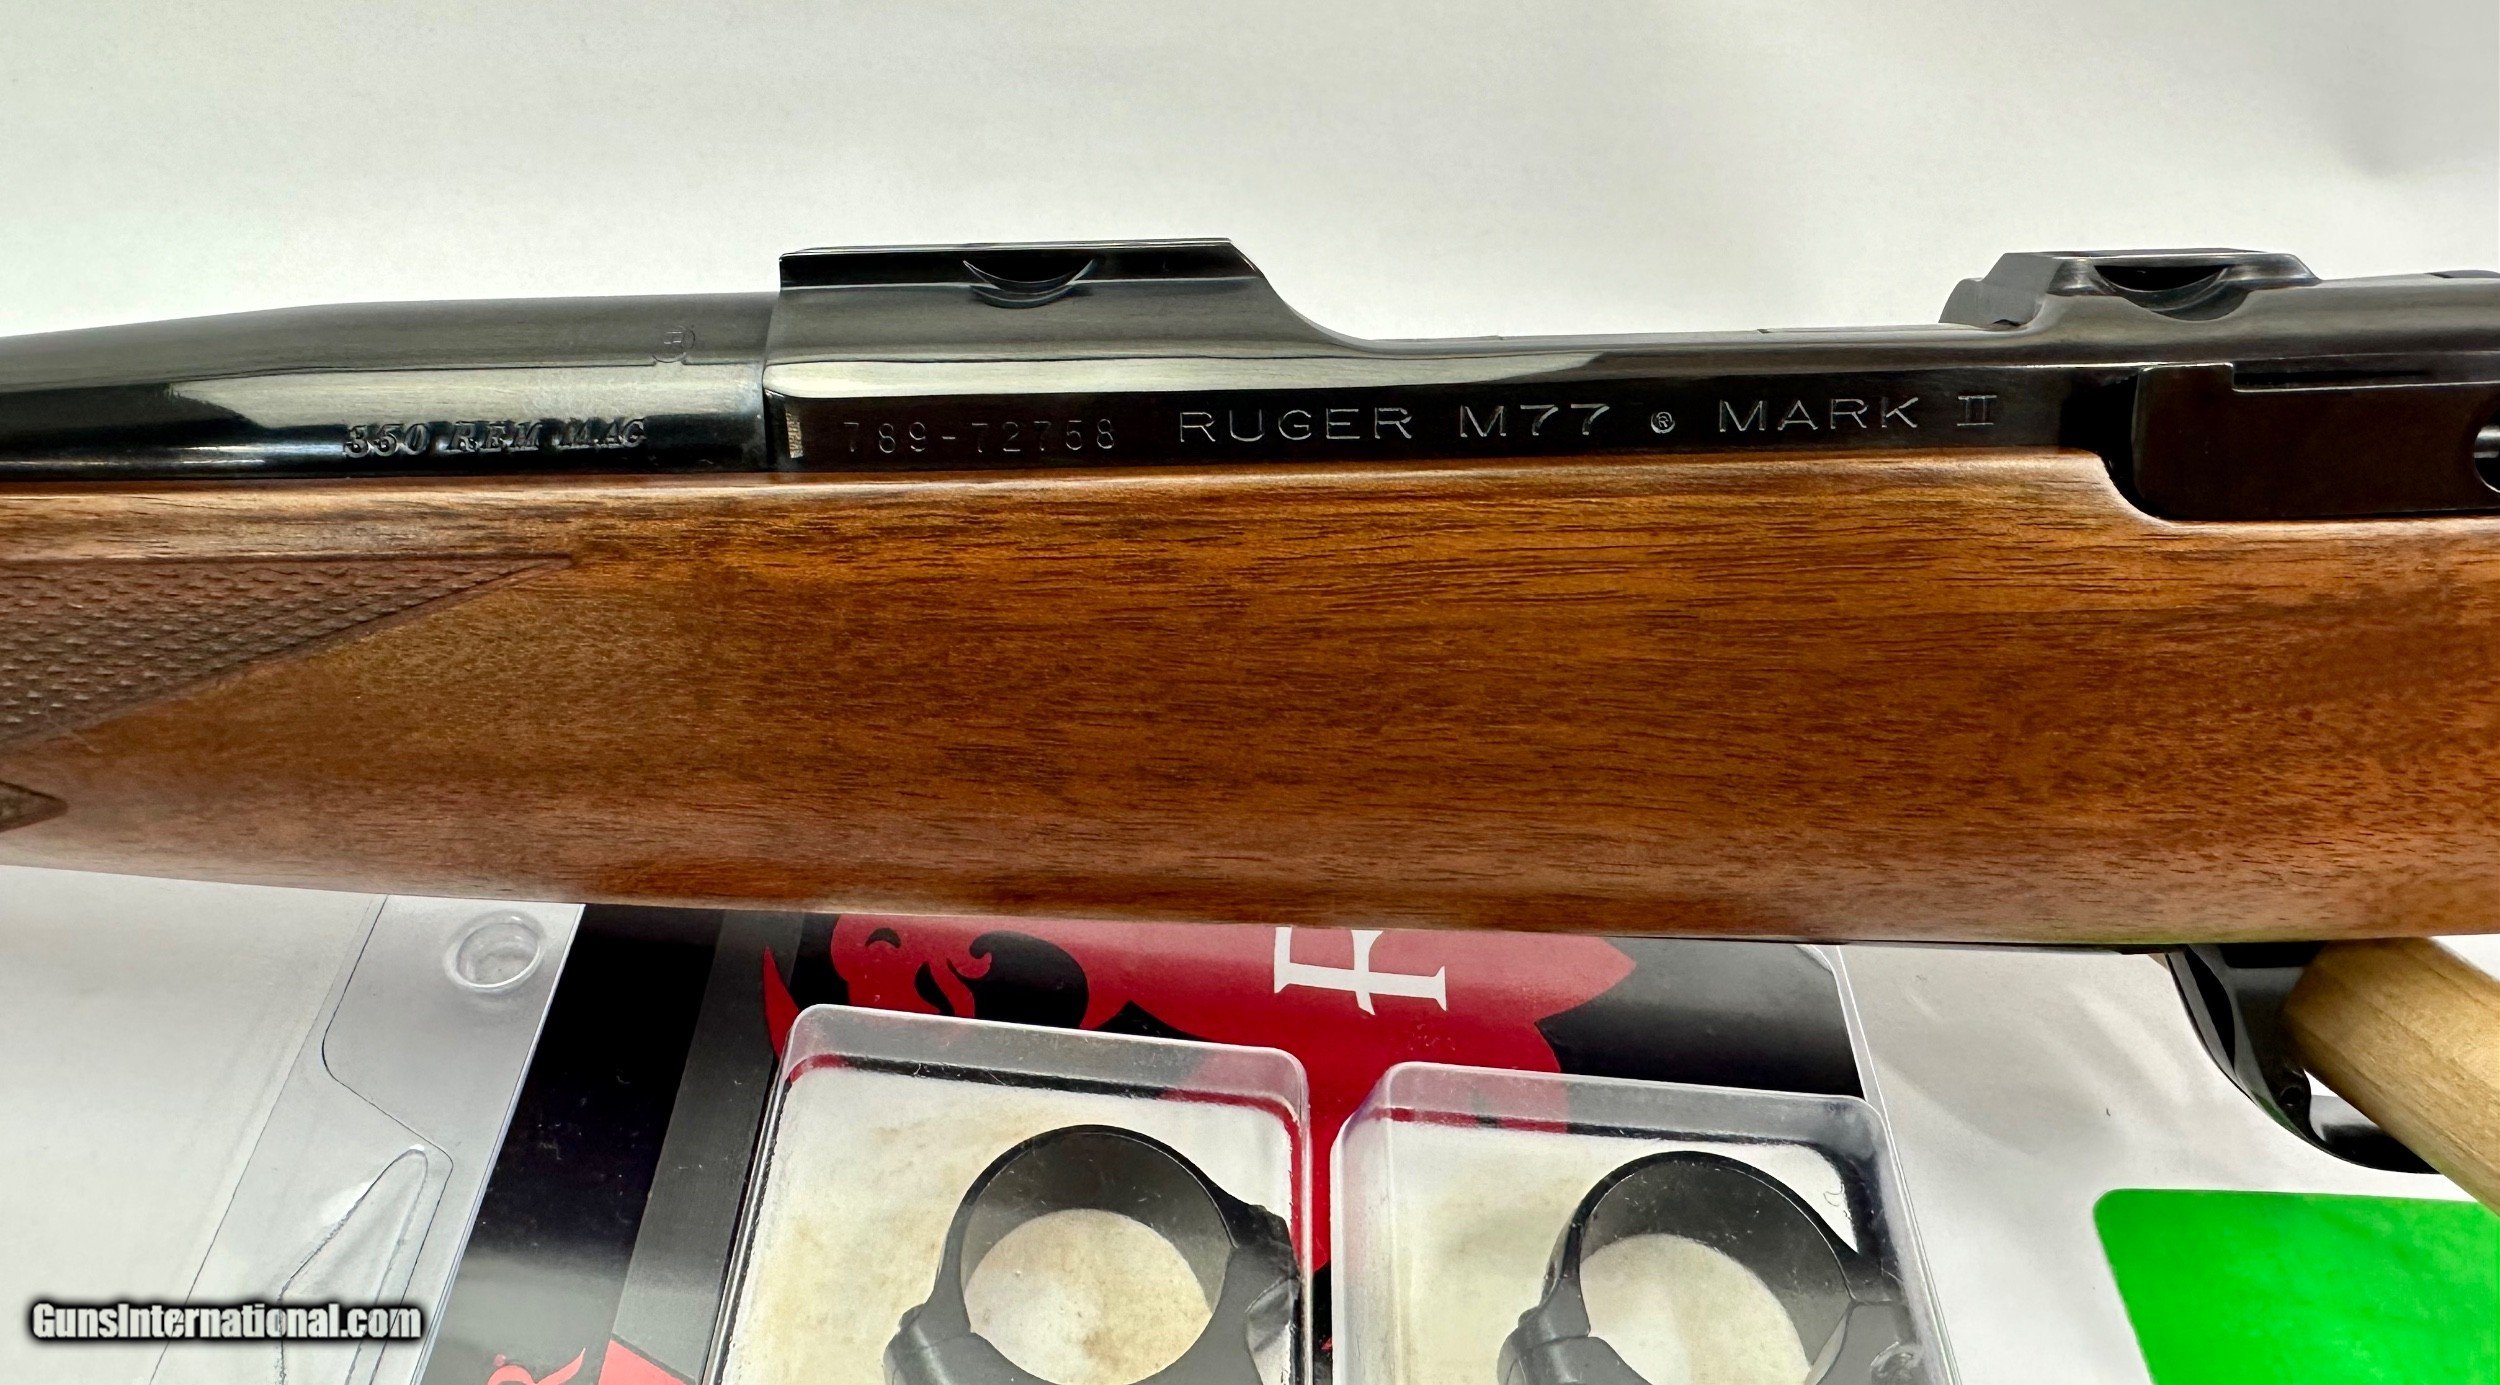 350 REM MAG
789-72758 RUGER M77 ® MARK II
GunsInternational.com